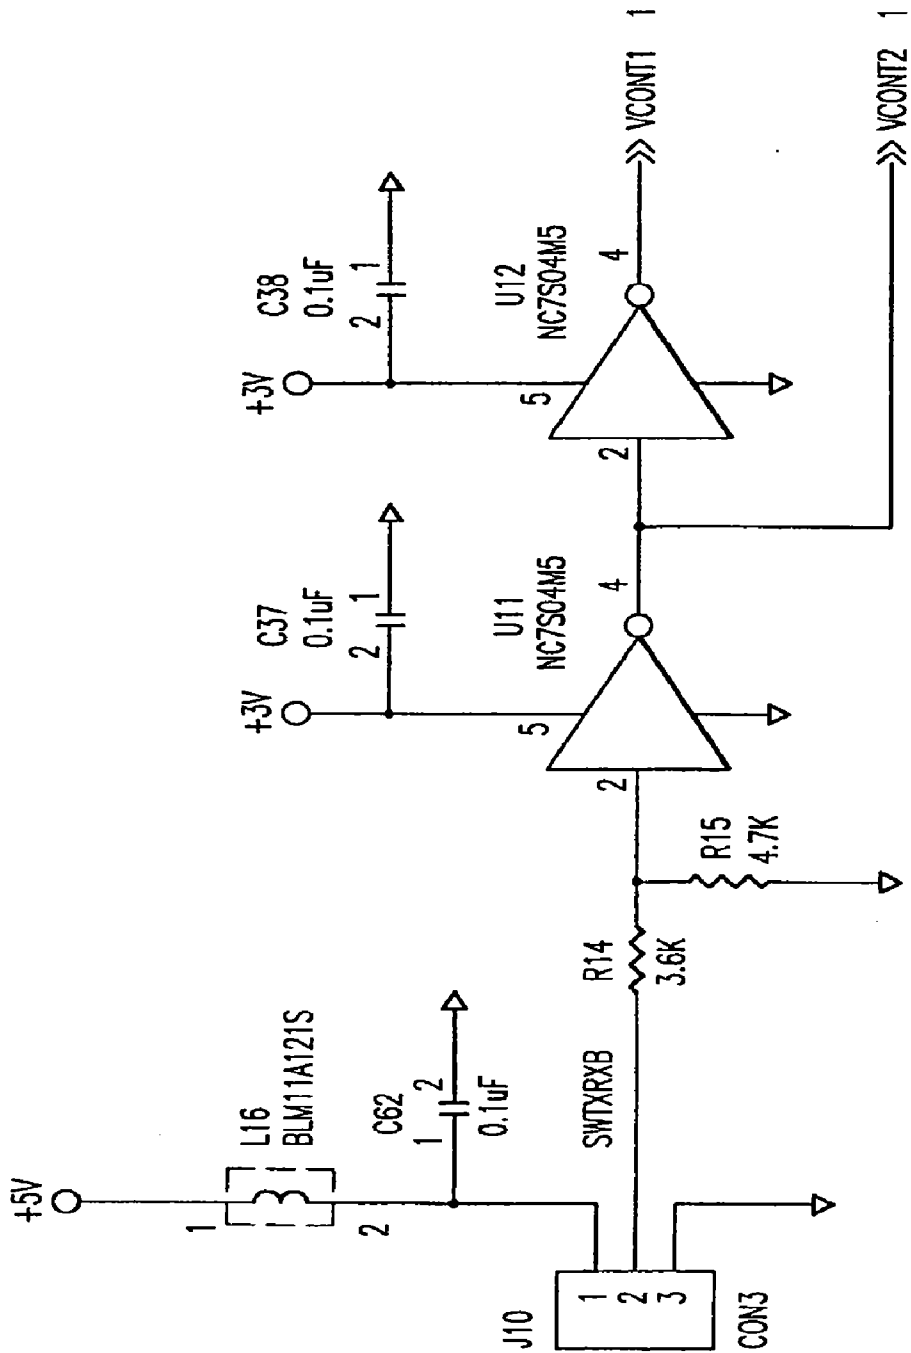 +5V
1
L16
BLM11A121S
2
C62
0.1uF
1
2
J10
1
2
3
CON3
SWTXRXB
R14
3.6K
R15
4.7K
+3V
C37
0.1uF
2
1
5
U11
NC7S04M5
2
4
+3V
C38
0.1uF
2
1
5
U12
NC7S04M5
2
4
VCONT1 1
VCONT2 1